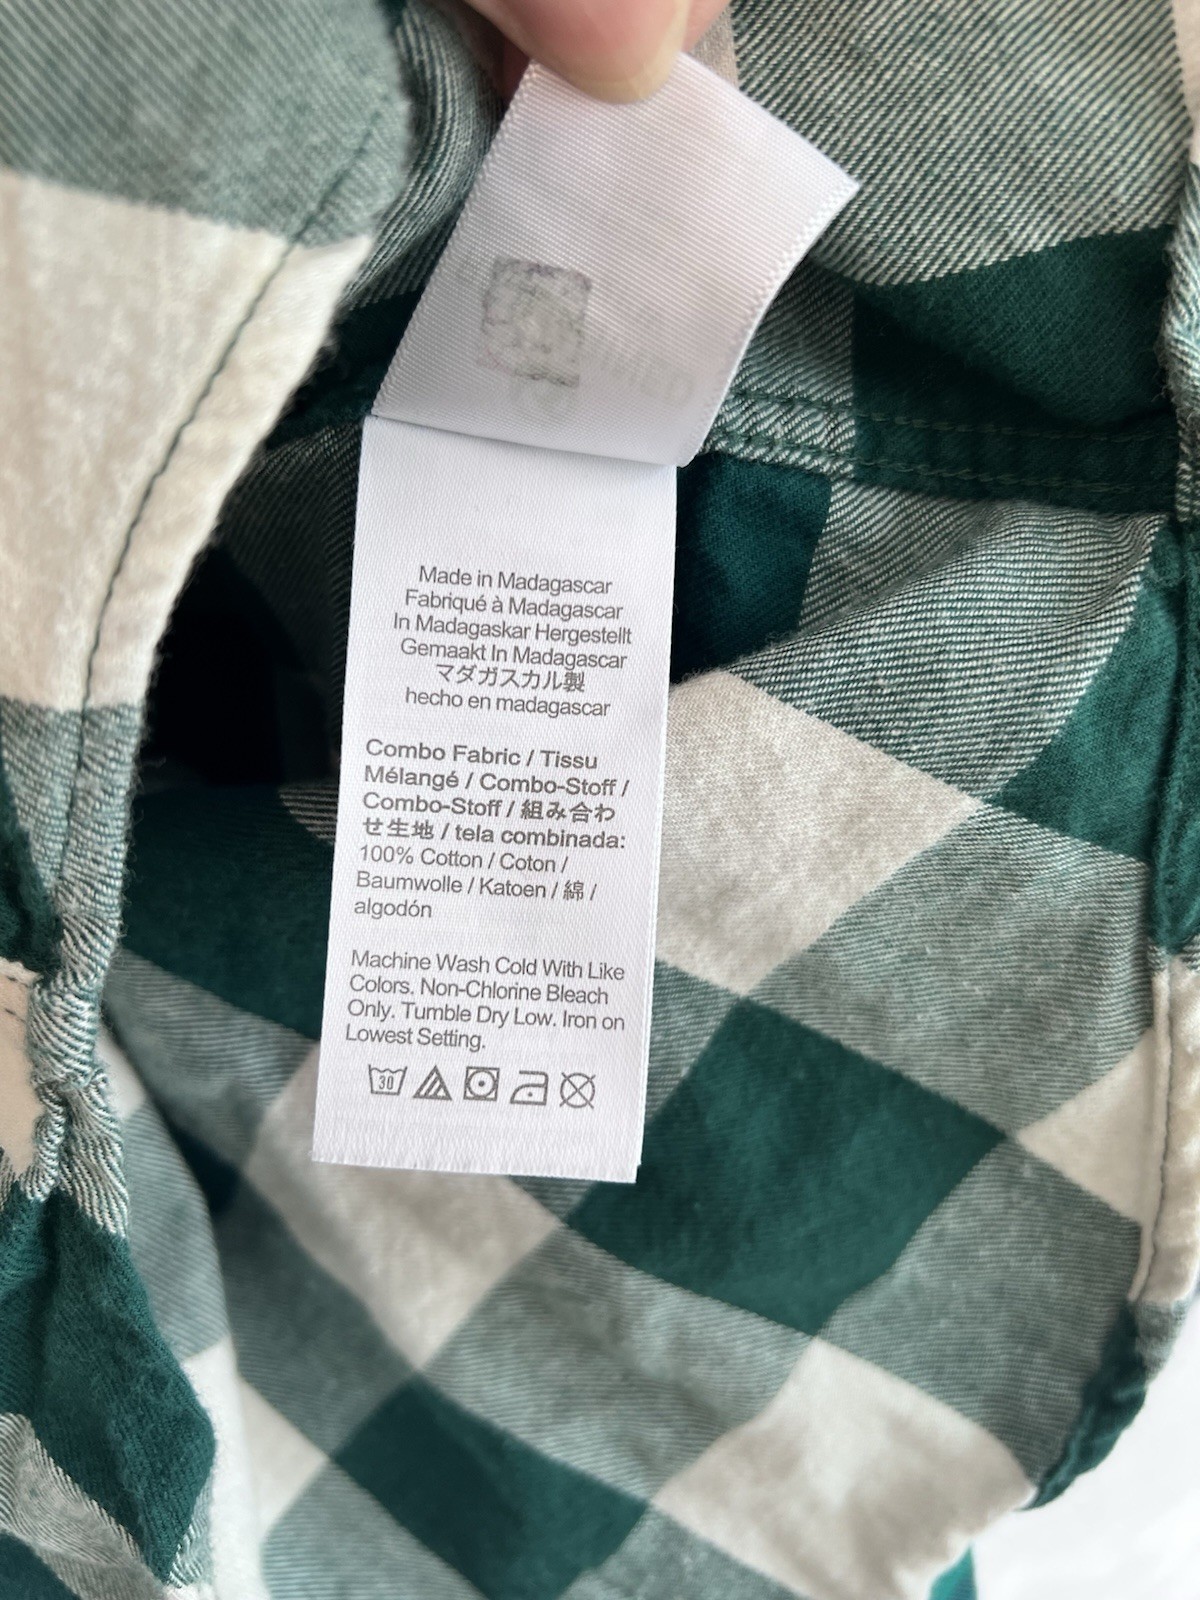 Made in Madagascar
Fabriqué à Madagascar
In Madagaskar Hergestellt
Gemaakt In Madagascar
マダガスカル製
hecho en madagascar
Combo Fabric / Tissu
Mélangé / Combo-Stoff /
Combo-Stoff / 組み合わ
せ生地 / tela combinada:
100% Cotton / Coton /
Baumwolle / Katoen / 綿 /
algodón
Machine Wash Cold With Like
Colors. Non-Chlorine Bleach
Only. Tumble Dry Low. Iron on
Lowest Setting.
30